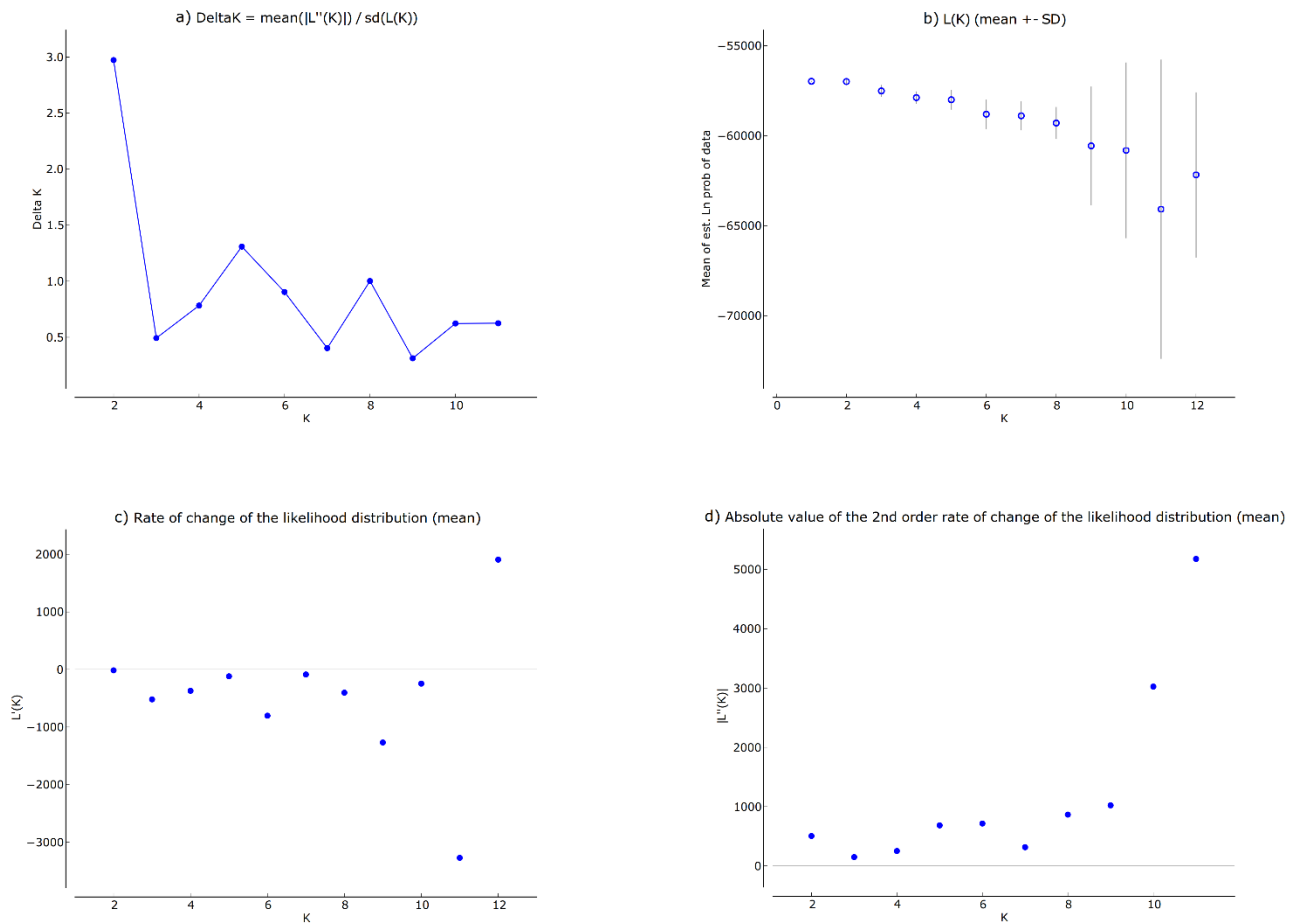 a) DeltaK = mean(|L''(K)|) / sd(L(K))
3.0
2.5
2.0
1.5
1.0
0.5
Delta K
2 4 6 8 10
K
b) L(K) (mean +- SD)
−55000
−60000
−65000
−70000
Mean of est. Ln prob of data
0 2 4 6 8 10 12
K
c) Rate of change of the likelihood distribution (mean)
2000
1000
0
−1000
−2000
−3000
L'(K)
2 4 6 8 10 12
K
d) Absolute value of the 2nd order rate of change of the likelihood distribution (mean)
5000
4000
3000
2000
1000
0
|L''(K)|
2 4 6 8 10
K